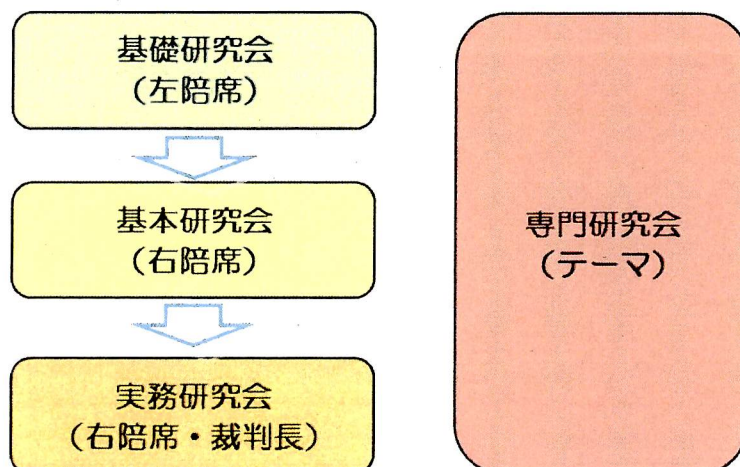 基礎研究会
（左陪席）
基本研究会
（右陪席）
実務研究会
（右陪席・裁判長）
専門研究会
（テーマ）